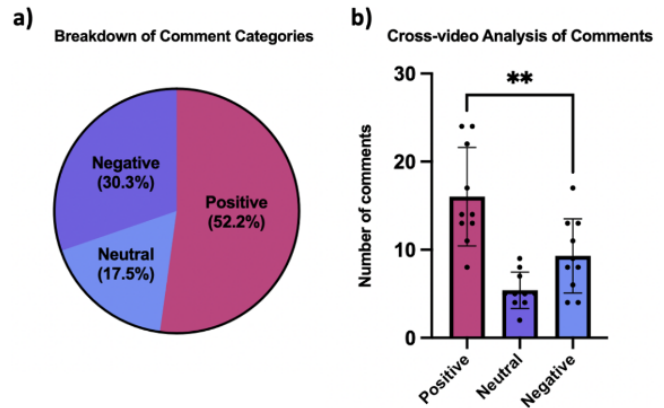 a)
Breakdown of Comment Categories
Negative
(30.3%)
Positive
(52.2%)
Neutral
(17.5%)
b)
Cross-video Analysis of Comments
**
Number of comments
30
20
10
0
Positive
Neutral
Negative